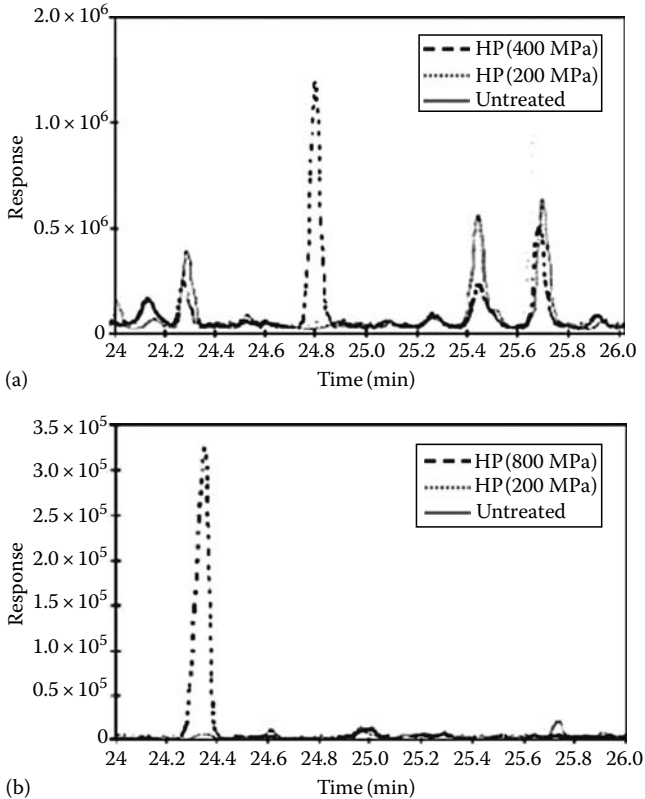 2.0 × 10⁶
1.0 × 10⁶
0.5 × 10⁶
0
Response
HP (400 MPa)
HP (200 MPa)
Untreated
24 24.2 24.4 24.6 24.8 25.0 25.2 25.4 25.6 25.8 26.0
Time (min)
(a)
3.5 × 10⁵
3.0 × 10⁵
2.5 × 10⁵
2.0 × 10⁵
1.5 × 10⁵
1.0 × 10⁵
0.5 × 10⁵
0
Response
HP (800 MPa)
HP (200 MPa)
Untreated
24 24.2 24.4 24.6 24.8 25.0 25.2 25.4 25.6 25.8 26.0
Time (min)
(b)